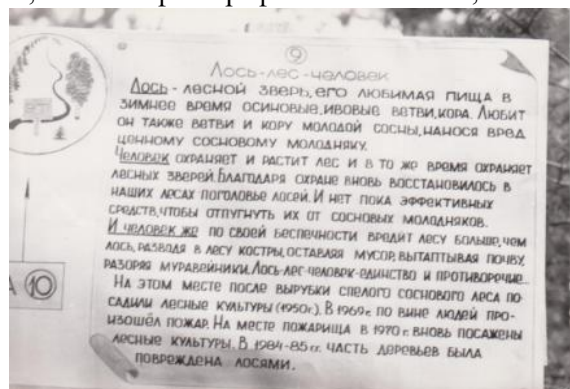 9
Лось-лес-человек
Лось - лесной зверь, его любимая пища в
зимнее время осиновые, ивовые ветви, кора. Любит
он также ветви и кору молодой сосны, нанося вред
ценному сосновому молодняку.
Человек охраняет и растит лес и в то же время охраняет
лесных зверей. Благодаря охране вновь восстановилось в
наших лесах поголовье лосей. И нет пока эффективных
средств, чтобы отпугнуть их от сосновых молодняков.
И человек же по своей беспечности вредит лесу больше, чем
лось, разводя в лесу костры, оставляя мусор, вытаптывая почву,
разоряя муравейники. Лось-лес-человек-единство и противоречие.
На этом месте после вырубки спелого соснового леса по-
садили лесные культуры (1950г.). В 1969г. по вине людей про-
изошёл пожар. На месте пожарища в 1970г. вновь посажены
лесные культуры. В 1984-85гг. часть деревьев была
повреждена лосями.
10